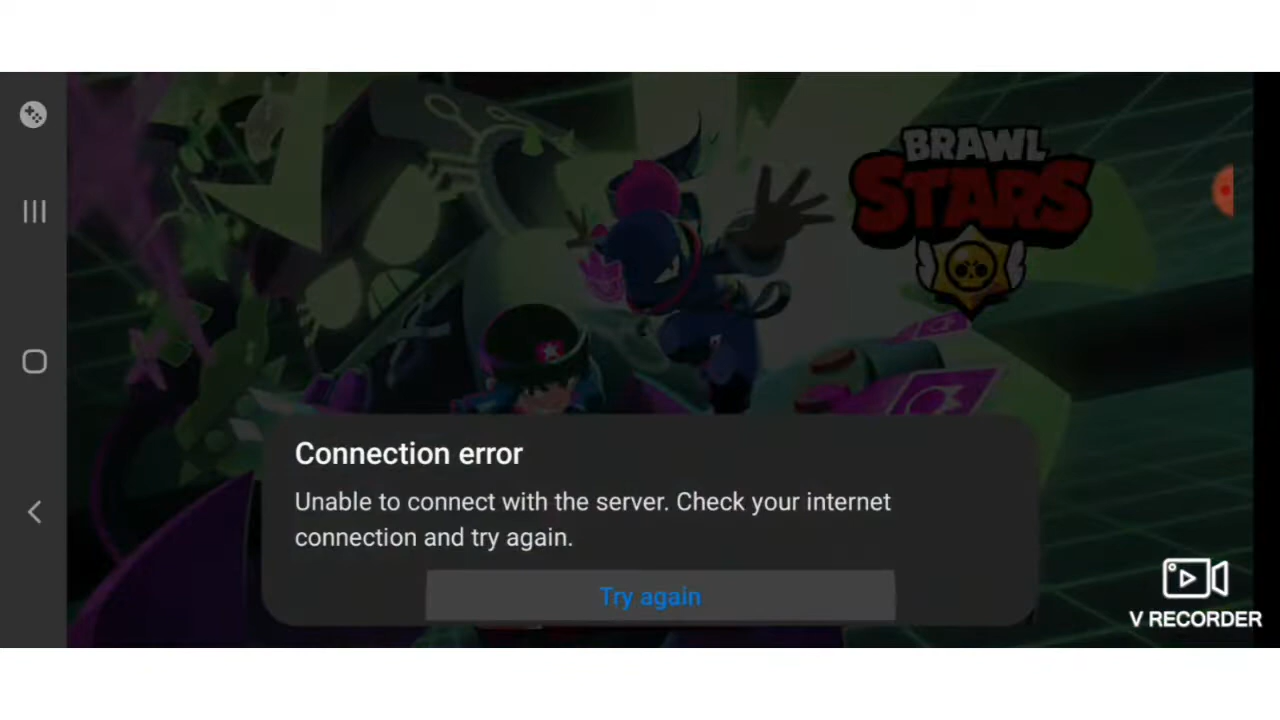 BRAWL
STARS
Connection error
Unable to connect with the server. Check your internet
connection and try again.
Try again
V RECORDER